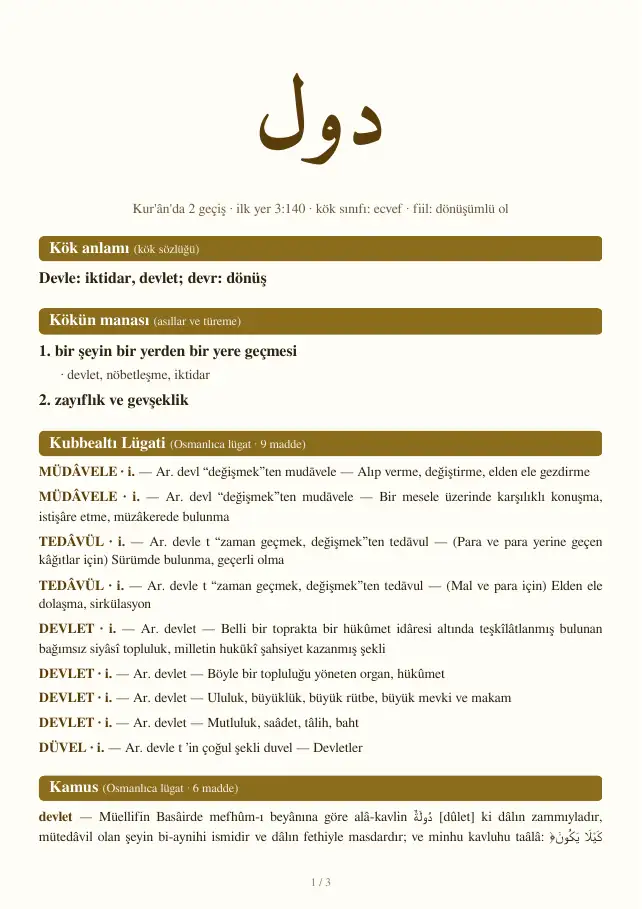 دول
Kur'ân'da 2 geçiş · ilk yer 3:140 · kök sınıfı: ecvef · fiil: dönüşümlü ol
Kök anlamı (kök sözlüğü)
Devle: iktidar, devlet; devr: dönüş
Kökün manası (asıllar ve türeme)
1. bir şeyin bir yerden bir yere geçmesi
· devlet, nöbetleşme, iktidar
2. zayıflık ve gevşeklik
Kubbealtı Lügati (Osmanlıca lügat · 9 madde)
MÜDÂVELE · i. — Ar. devl “değişmek”ten mudāvele — Alıp verme, değiştirme, elden ele gezdirme
MÜDÂVELE · i. — Ar. devl “değişmek”ten mudāvele — Bir mesele üzerinde karşılıklı konuşma,
istişâre etme, müzâkerede bulunma
TEDÂVÜL · i. — Ar. devle t “zaman geçmek, değişmek”ten tedāvul — (Para ve para yerine geçen
kâğıtlar için) Sürümde bulunma, geçerli olma
TEDÂVÜL · i. — Ar. devle t “zaman geçmek, değişmek”ten tedāvul — (Mal ve para için) Elden ele
dolaşma, sirkülasyon
DEVLET · i. — Ar. devlet — Belli bir toprakta bir hükûmet idâresi altında teşkîlâtlanmış bulunan
bağımsız siyâsî topluluk, milletin hukūkî şahsiyet kazanmış şekli
DEVLET · i. — Ar. devlet — Böyle bir topluluğu yöneten organ, hükûmet
DEVLET · i. — Ar. devlet — Ululuk, büyüklük, büyük rütbe, büyük mevki ve makam
DEVLET · i. — Ar. devlet — Mutluluk, saâdet, tâlih, baht
DÜVEL · i. — Ar. devle t ’in çoğul şekli duvel — Devletler
Kamus (Osmanlıca lügat · 6 madde)
devlet — Müellifin Basâirde mefhûm-ı beyânına göre alâ-kavlin دُولَةٌ [dûlet] ki dâlın zammıyladır,
mütedâvil olan şeyin bi-aynihi ismidir ve dâlın fethiyle masdardır; ve minhu kavluhu taâlâ: ﴿كَيْلَا يَكُونَ
1 / 3